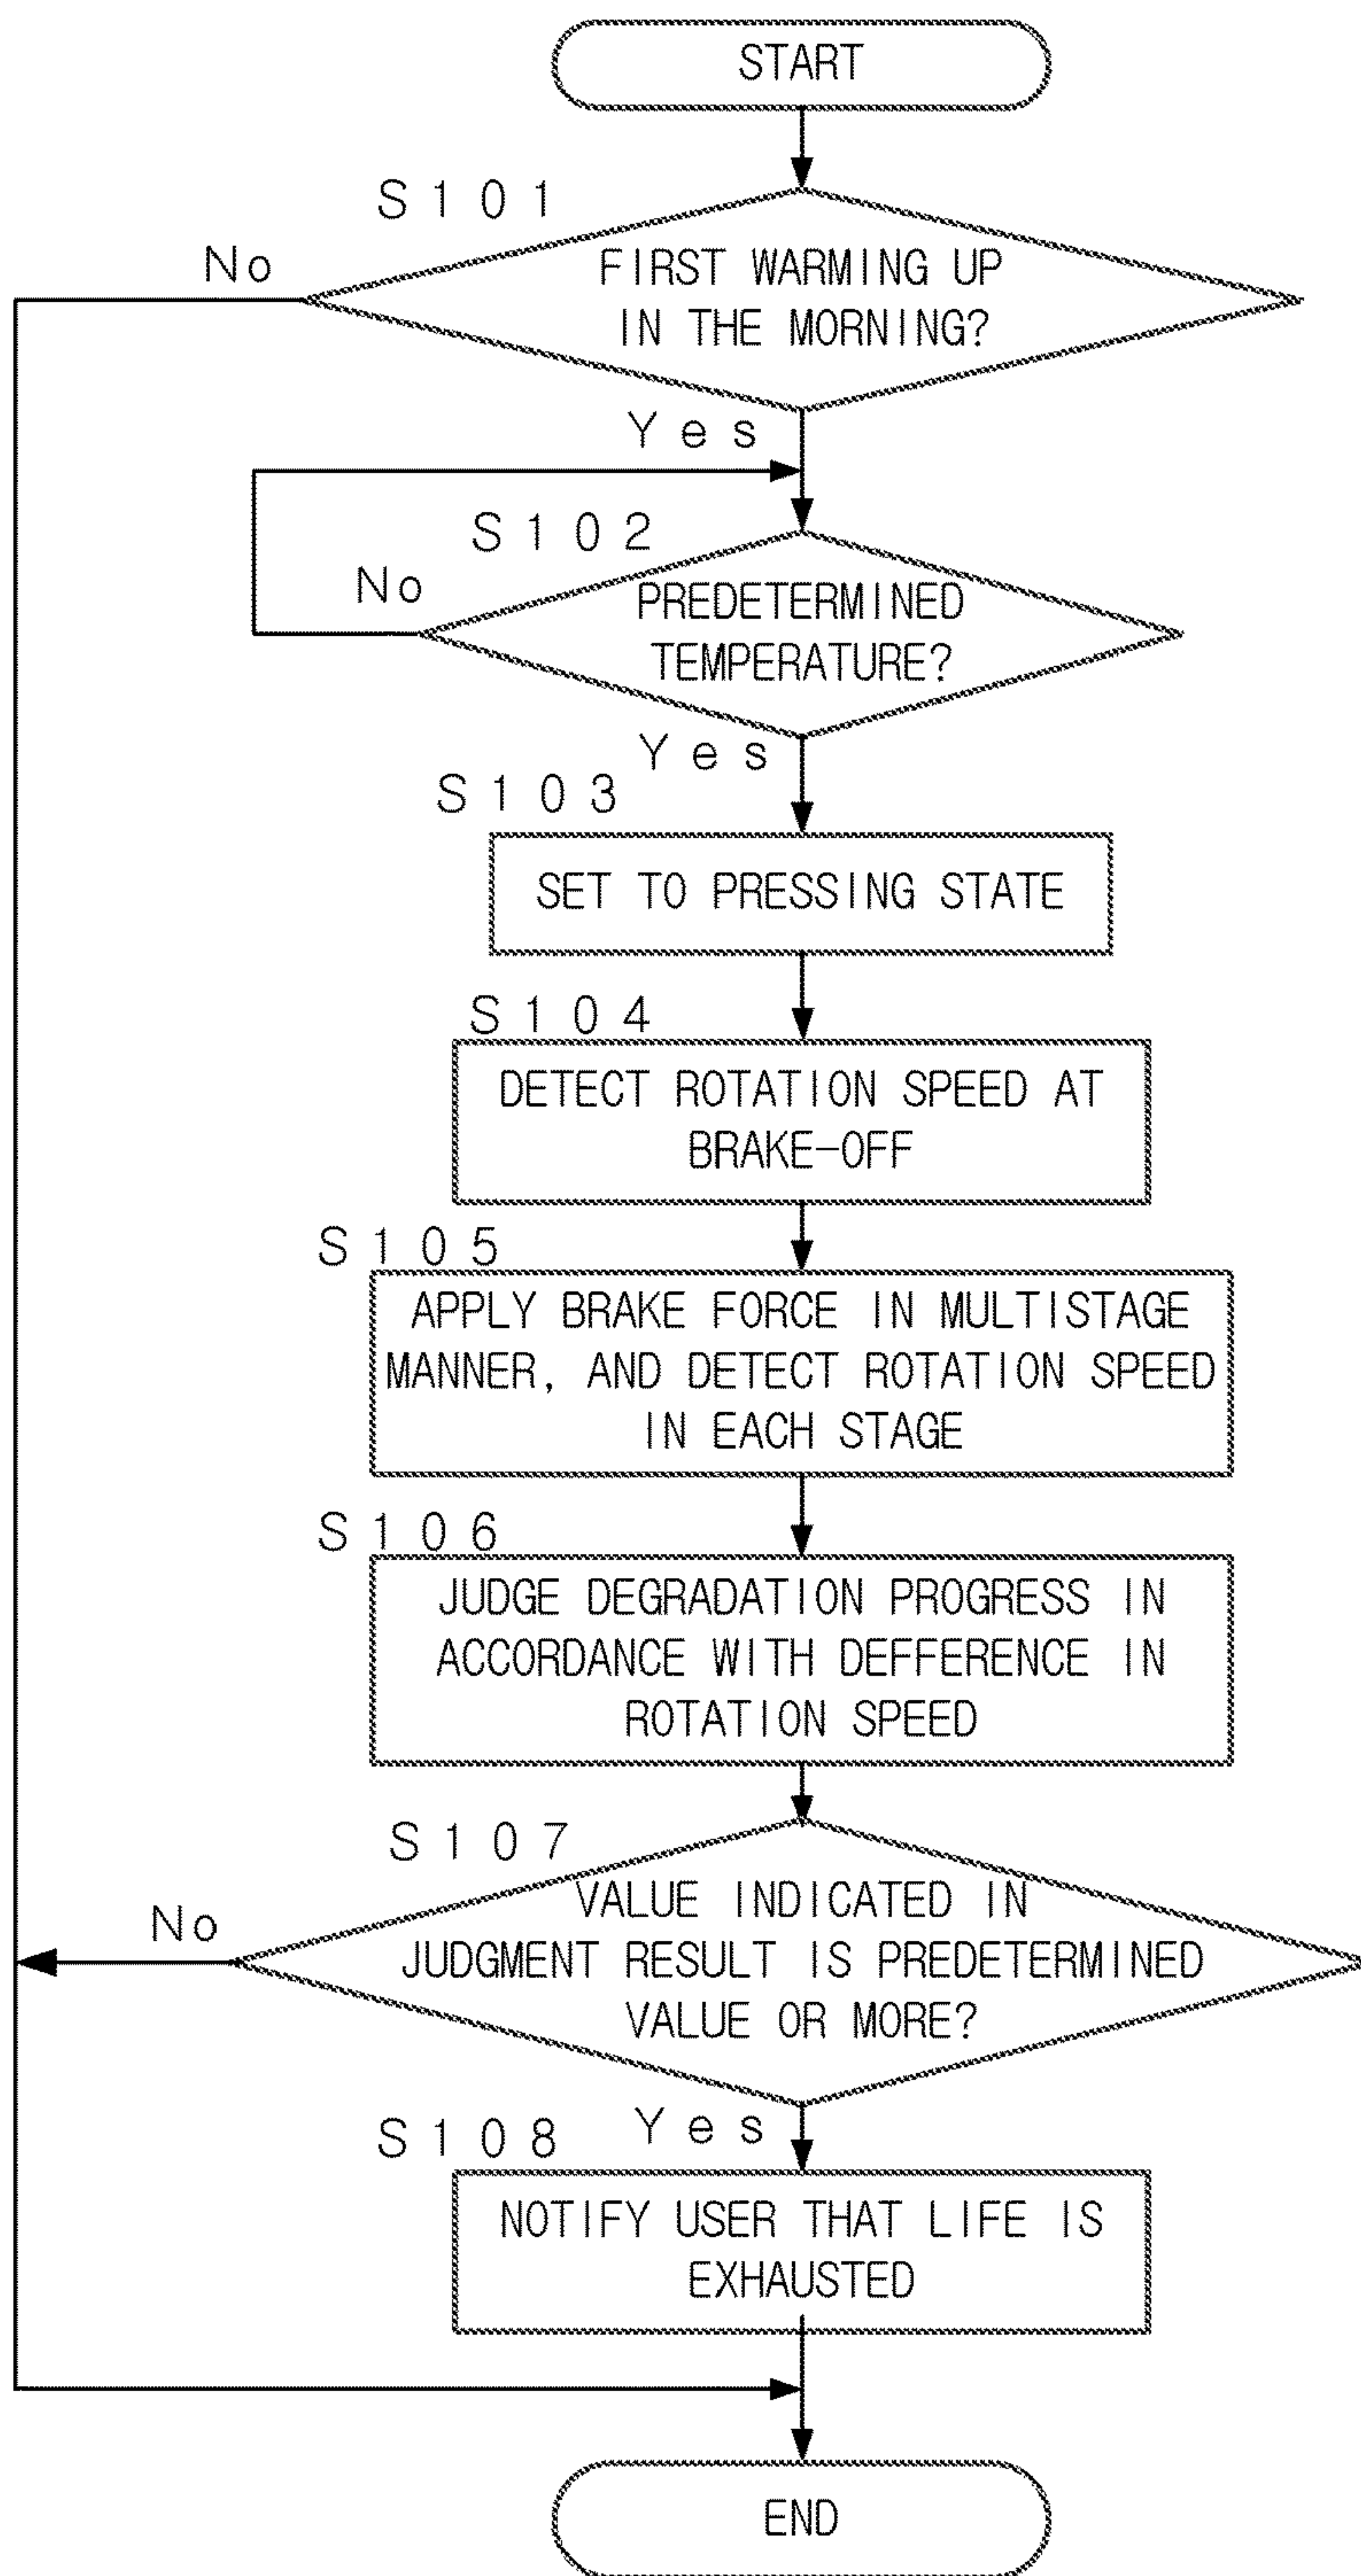 START
S101
No
FIRST WARMING UP
IN THE MORNING?
Yes
S102
No
PREDETERMINED
TEMPERATURE?
Yes
S103
SET TO PRESSING STATE
S104
DETECT ROTATION SPEED AT
BRAKE-OFF
S105
APPLY BRAKE FORCE IN MULTISTAGE
MANNER, AND DETECT ROTATION SPEED
IN EACH STAGE
S106
JUDGE DEGRADATION PROGRESS IN
ACCORDANCE WITH DEFFERENCE IN
ROTATION SPEED
S107
No
VALUE INDICATED IN
JUDGMENT RESULT IS PREDETERMINED
VALUE OR MORE?
Yes
S108
NOTIFY USER THAT LIFE IS
EXHAUSTED
END